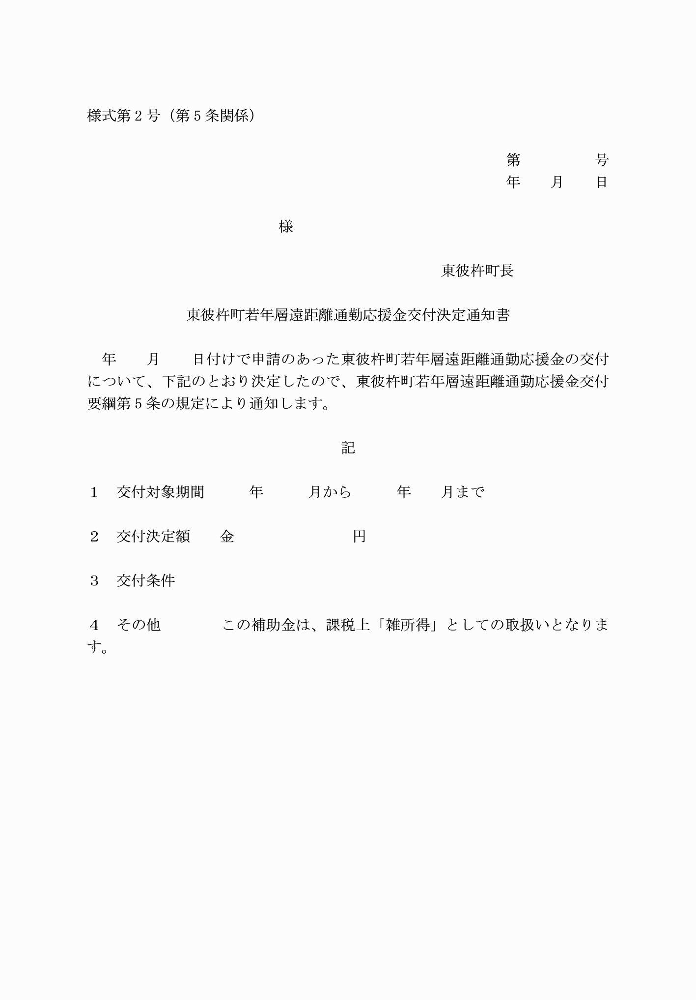 様式第２号（第５条関係）
第　　　　　号
年　　月　　日
様
東彼杵町長
東彼杵町若年層遠距離通勤応援金交付決定通知書
年　　月　　日付けで申請のあった東彼杵町若年層遠距離通勤応援金の交付
について、下記のとおり決定したので、東彼杵町若年層遠距離通勤応援金交付
要綱第５条の規定により通知します。
記
１　交付対象期間　　　年　　　月から　　　年　　月まで
２　交付決定額　　金　　　　　　　　円
３　交付条件
４　その他　　　　この補助金は、課税上「雑所得」としての取扱いとなりま
す。